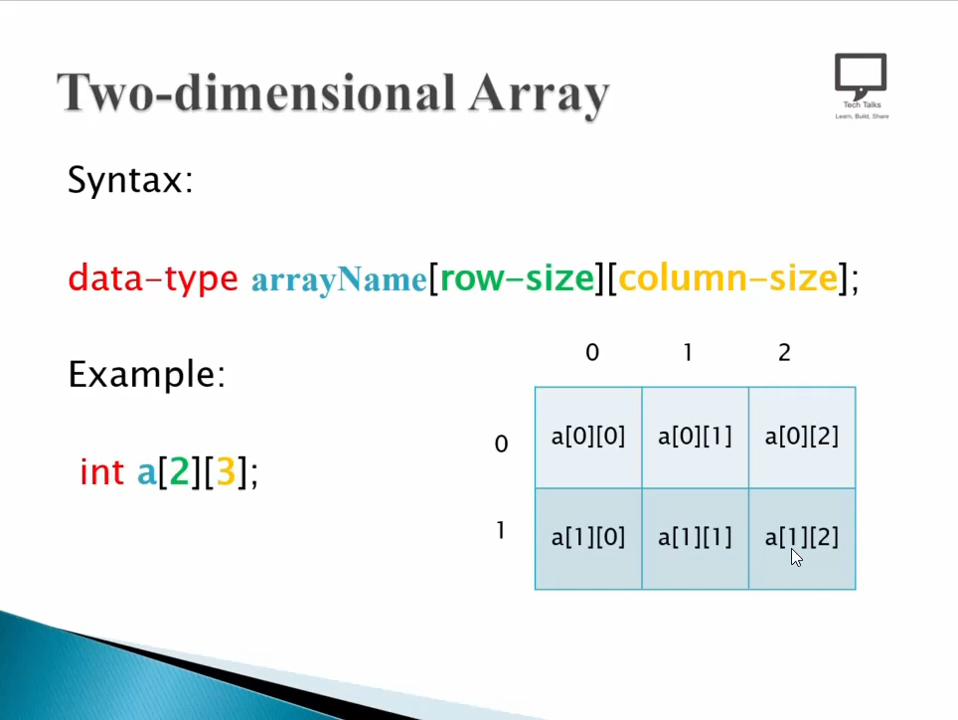 Two-dimensional Array
Tech Talks
Learn, Build, Share
Syntax:
data-type arrayName[row-size][column-size];
Example:
int a[2][3];
0 1 2
0 a[0][0] a[0][1] a[0][2]
1 a[1][0] a[1][1] a[1][2]